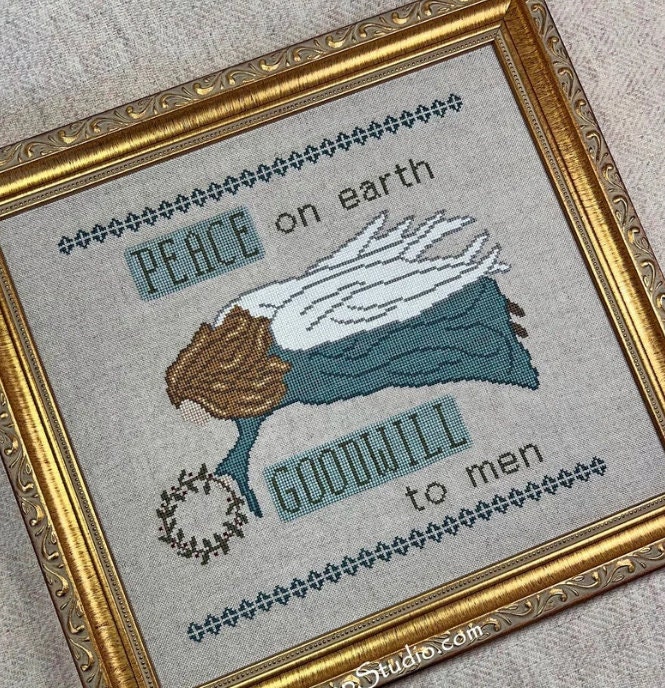 PEACE on earth
GOODWILL
to men
Studio.com